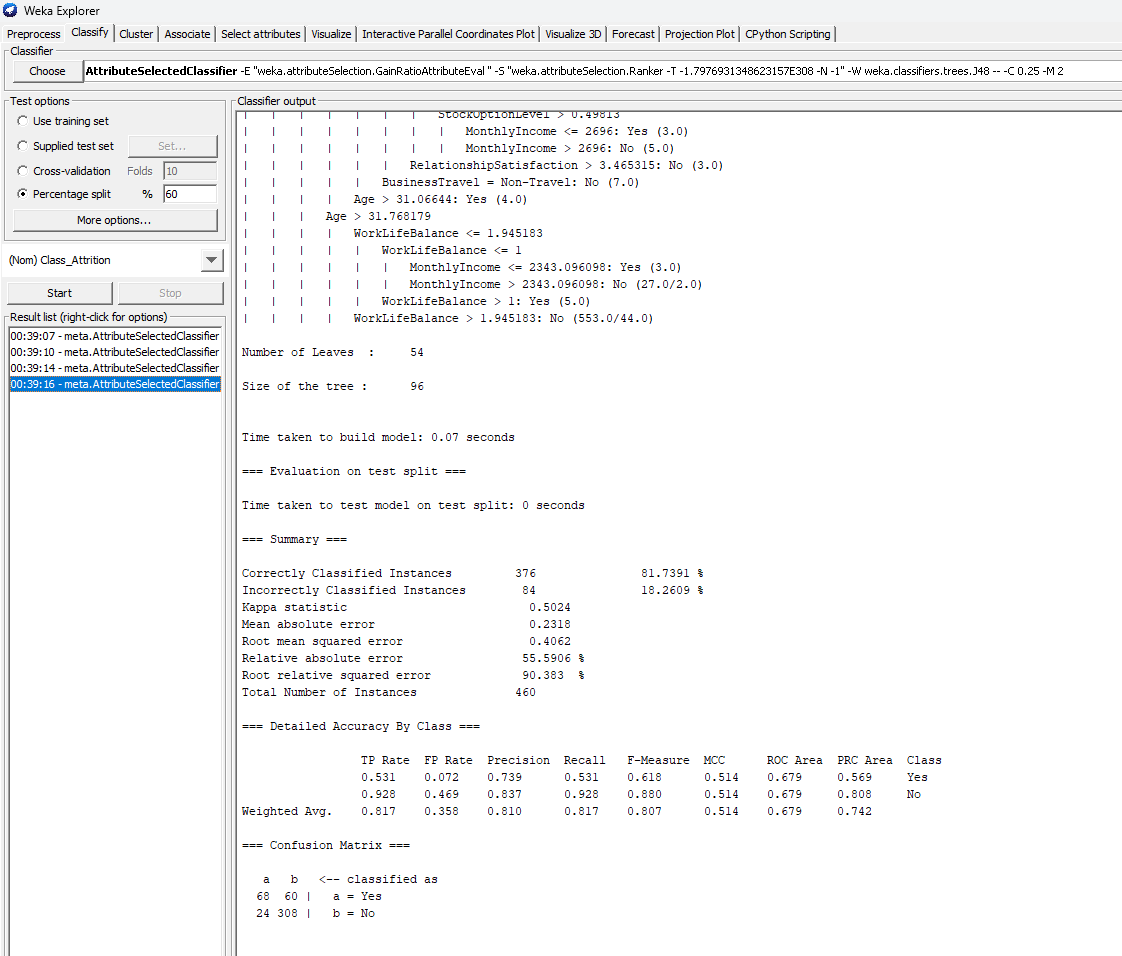 Weka Explorer
Preprocess Classify Cluster Associate Select attributes Visualize Interactive Parallel Coordinates Plot Visualize 3D Forecast Projection Plot CPython Scripting
Classifier
Choose AttributeSelectedClassifier -E "weka.attributeSelection.GainRatioAttributeEval " -S "weka.attributeSelection.Ranker -T -1.7976931348623157E308 -N -1" -W weka.classifiers.trees.J48 -- -C 0.25 -M 2
Test options
Use training set
Supplied test set Set...
Cross-validation Folds 10
Percentage split % 60
More options...
(Nom) Class_Attrition
Start Stop
Result list (right-click for options)
00:39:07 - meta.AttributeSelectedClassifier
00:39:10 - meta.AttributeSelectedClassifier
00:39:14 - meta.AttributeSelectedClassifier
00:39:16 - meta.AttributeSelectedClassifier
Classifier output
| | | | | | | StockOptionLevel > 0.49813
| | | | | | | | MonthlyIncome <= 2696: Yes (3.0)
| | | | | | | | MonthlyIncome > 2696: No (5.0)
| | | | | | RelationshipSatisfaction > 3.465315: No (3.0)
| | | | | BusinessTravel = Non-Travel: No (7.0)
| | | | Age > 31.06644: Yes (4.0)
| | | Age > 31.768179
| | | | WorkLifeBalance <= 1.945183
| | | | | WorkLifeBalance <= 1
| | | | | | MonthlyIncome <= 2343.096098: Yes (3.0)
| | | | | | MonthlyIncome > 2343.096098: No (27.0/2.0)
| | | | | WorkLifeBalance > 1: Yes (5.0)
| | | | WorkLifeBalance > 1.945183: No (553.0/44.0)
Number of Leaves : 54
Size of the tree : 96
Time taken to build model: 0.07 seconds
=== Evaluation on test split ===
Time taken to test model on test split: 0 seconds
=== Summary ===
Correctly Classified Instances 376 81.7391 %
Incorrectly Classified Instances 84 18.2609 %
Kappa statistic 0.5024
Mean absolute error 0.2318
Root mean squared error 0.4062
Relative absolute error 55.5906 %
Root relative squared error 90.383 %
Total Number of Instances 460
=== Detailed Accuracy By Class ===
TP Rate FP Rate Precision Recall F-Measure MCC ROC Area PRC Area Class
0.531 0.072 0.739 0.531 0.618 0.514 0.679 0.569 Yes
0.928 0.469 0.837 0.928 0.880 0.514 0.679 0.808 No
Weighted Avg. 0.817 0.358 0.810 0.817 0.807 0.514 0.679 0.742
=== Confusion Matrix ===
a b <-- classified as
68 60 | a = Yes
24 308 | b = No